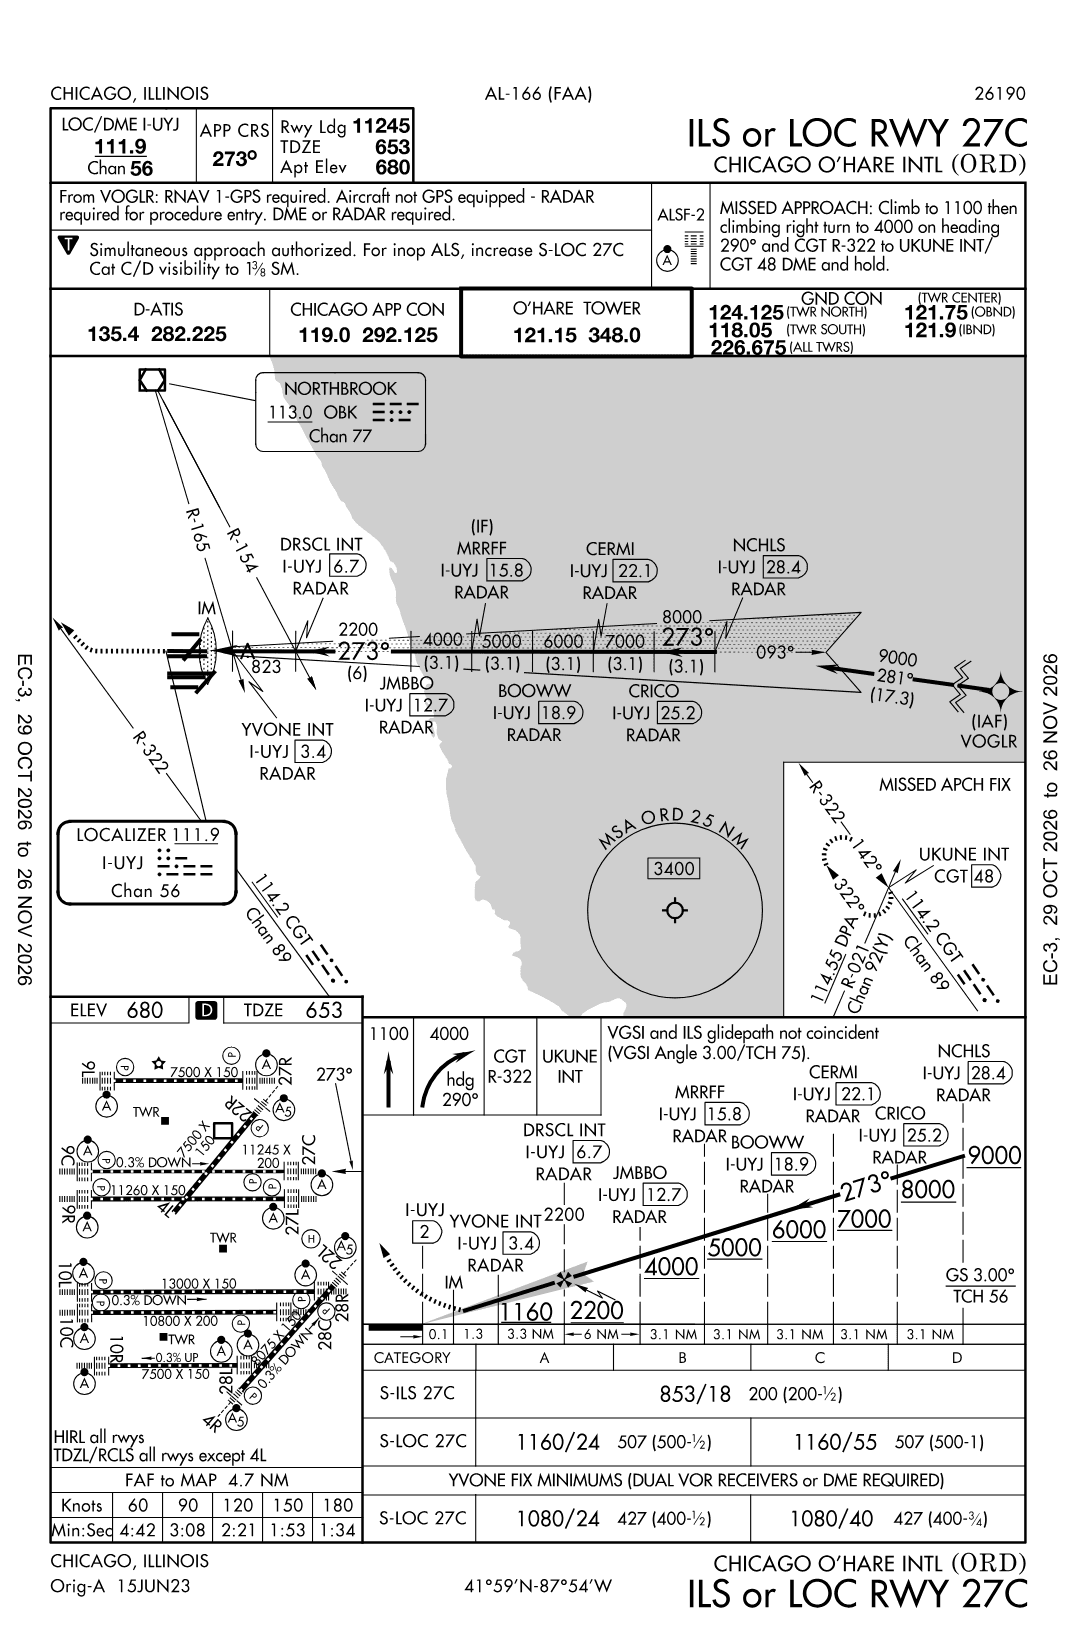 CHICAGO, ILLINOIS
AL-166 (FAA)
26190
LOC/DME I-UYJ
111.9
Chan 56
APP CRS
273°
Rwy Ldg 11245
TDZE 653
Apt Elev 680
ILS or LOC RWY 27C
CHICAGO O'HARE INTL (ORD)
From VOGLR: RNAV 1-GPS required. Aircraft not GPS equipped - RADAR
required for procedure entry. DME or RADAR required.
T
Simultaneous approach authorized. For inop ALS, increase S-LOC 27C
Cat C/D visibility to 1⅜ SM.
ALSF-2
A
MISSED APPROACH: Climb to 1100 then
climbing right turn to 4000 on heading
290° and CGT R-322 to UKUNE INT/
CGT 48 DME and hold.
D-ATIS
135.4 282.225
CHICAGO APP CON
119.0 292.125
O'HARE TOWER
121.15 348.0
GND CON
124.125 (TWR NORTH)
118.05 (TWR SOUTH)
226.675 (ALL TWRS)
(TWR CENTER)
121.75 (OBND)
121.9 (IBND)
NORTHBROOK
113.0 OBK
Chan 77
R-165
R-154
DRSCL INT
I-UYJ 6.7
RADAR
(IF)
MRRFF
I-UYJ 15.8
RADAR
CERMI
I-UYJ 22.1
RADAR
NCHLS
I-UYJ 28.4
RADAR
IM
823
2200
273°
(6)
4000
(3.1)
5000
(3.1)
6000
(3.1)
7000
(3.1)
8000
273°
(3.1)
093°
9000
281°
(17.3)
(IAF)
VOGLR
JMBBO
I-UYJ 12.7
RADAR
BOOWW
I-UYJ 18.9
RADAR
CRICO
I-UYJ 25.2
RADAR
YVONE INT
I-UYJ 3.4
RADAR
R-322
LOCALIZER 111.9
I-UYJ
Chan 56
114.2 CGT
Chan 89
MSA ORD 25 NM
3400
MISSED APCH FIX
R-322
142°
322°
UKUNE INT
CGT 48
114.55 DPA
R-021
Chan 92(Y)
114.2 CGT
Chan 89
EC-3, 29 OCT 2026 to 26 NOV 2026
EC-3, 29 OCT 2026 to 26 NOV 2026
ELEV 680
D
TDZE 653
9L
7500 X 150
27R
273°
TWR
22R
7500 X
150
9C
0.3% DOWN
11245 X
200
27C
9R
11260 X 150
4L
27L
TWR
22L
10L
13000 X 150
0.3% DOWN
28R
10C
10800 X 200
28C
TWR
10R
0.3% UP
7500 X 150
28L
8075 X 150
0.3% DOWN
4R
HIRL all rwys
TDZL/RCLS all rwys except 4L
FAF to MAP 4.7 NM
Knots 60 90 120 150 180
Min:Sec 4:42 3:08 2:21 1:53 1:34
1100
4000
hdg
290°
CGT
R-322
UKUNE
INT
VGSI and ILS glidepath not coincident
(VGSI Angle 3.00/TCH 75).
NCHLS
I-UYJ 28.4
RADAR
CERMI
I-UYJ 22.1
RADAR
MRRFF
I-UYJ 15.8
RADAR
CRICO
I-UYJ 25.2
RADAR
DRSCL INT
I-UYJ 6.7
RADAR
BOOWW
I-UYJ 18.9
RADAR
JMBBO
I-UYJ 12.7
RADAR
I-UYJ
2
YVONE INT
I-UYJ 3.4
RADAR
IM
2200
273°
9000
8000
7000
6000
5000
4000
2200
1160
GS 3.00°
TCH 56
0.1 1.3 3.3 NM 6 NM 3.1 NM 3.1 NM 3.1 NM 3.1 NM 3.1 NM
CATEGORY A B C D
S-ILS 27C 853/18 200 (200-½)
S-LOC 27C 1160/24 507 (500-½) 1160/55 507 (500-1)
YVONE FIX MINIMUMS (DUAL VOR RECEIVERS or DME REQUIRED)
S-LOC 27C 1080/24 427 (400-½) 1080/40 427 (400-¾)
CHICAGO, ILLINOIS
Orig-A 15JUN23
41°59'N-87°54'W
CHICAGO O'HARE INTL (ORD)
ILS or LOC RWY 27C